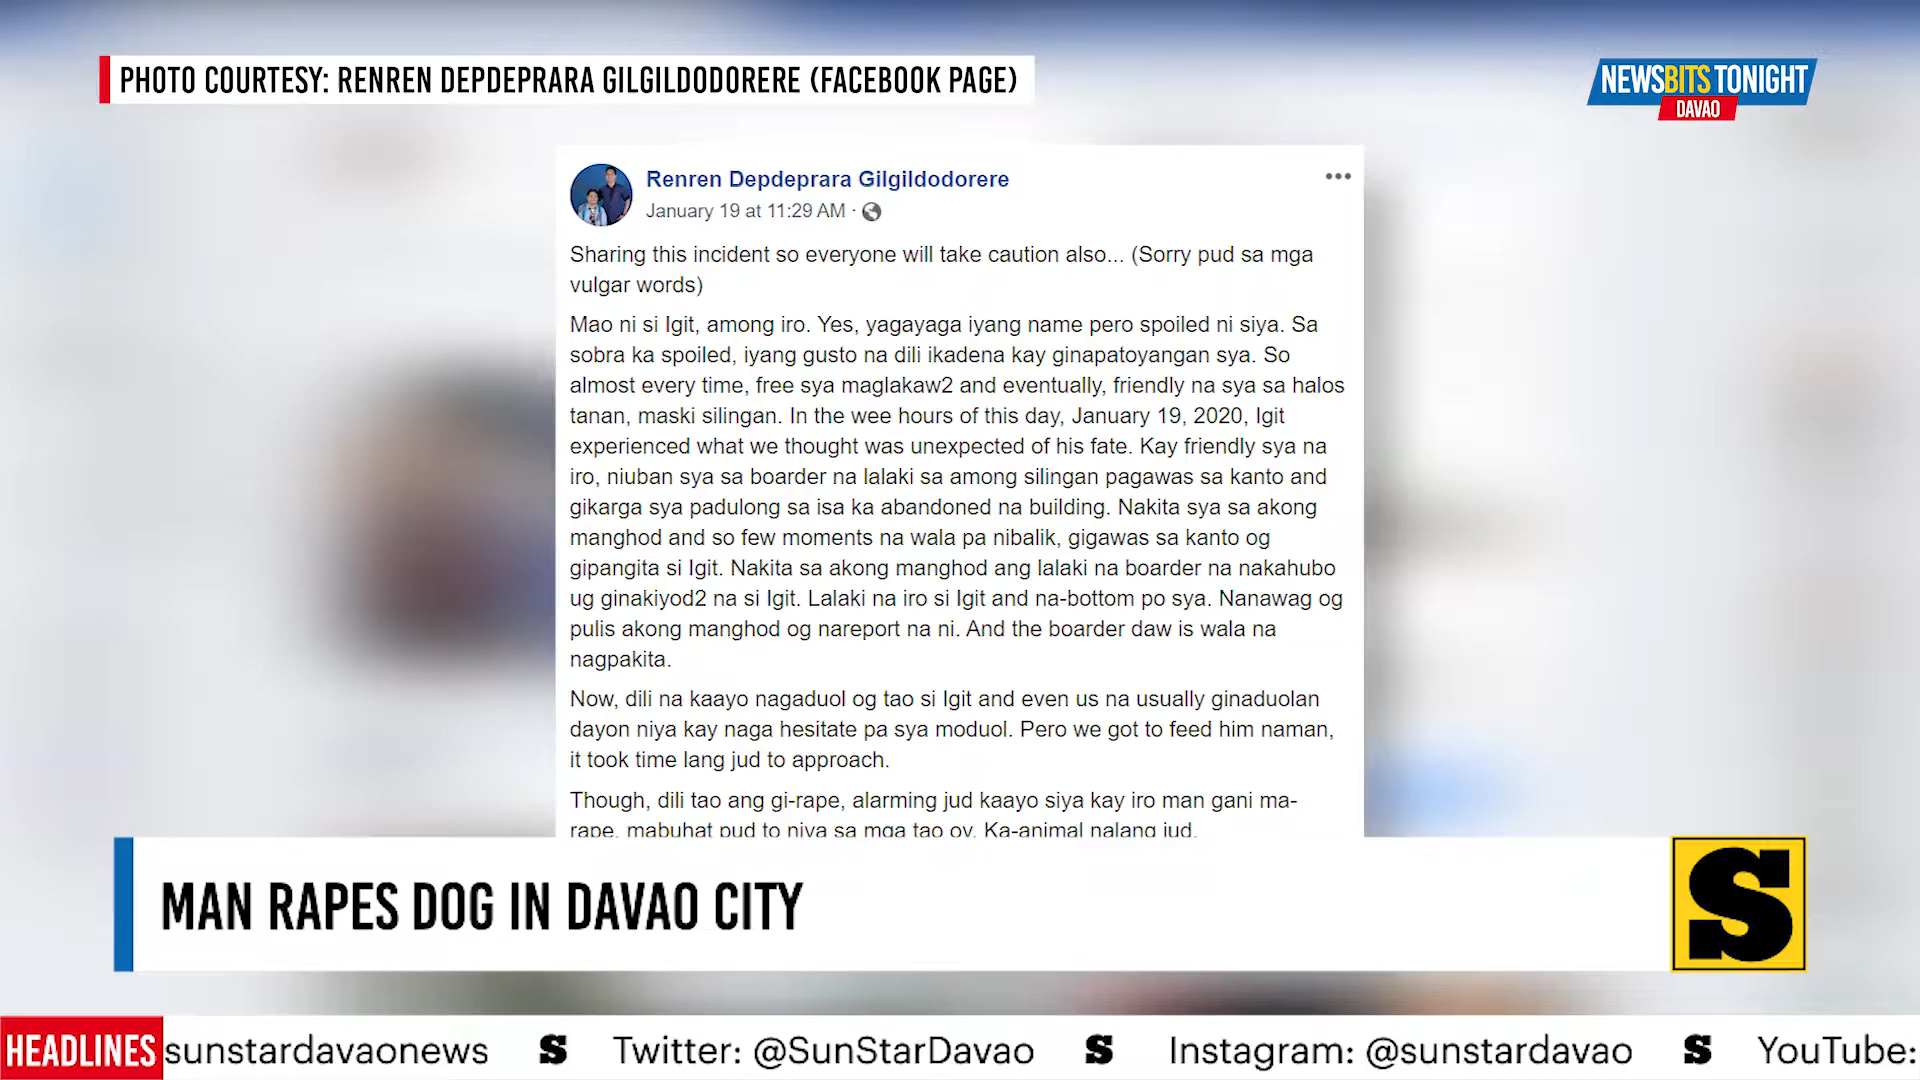 PHOTO COURTESY: RENREN DEPDEPRARA GILGILDODORERE (FACEBOOK PAGE)
NEWSBITS TONIGHT
DAVAO
Renren Depdeprara Gilgildodorere
January 19 at 11:29 AM ·
Sharing this incident so everyone will take caution also... (Sorry pud sa mga
vulgar words)
Mao ni si Igit, among iro. Yes, yagayaga iyang name pero spoiled ni siya. Sa
sobra ka spoiled, iyang gusto na dili ikadena kay ginapatoyangan sya. So
almost every time, free sya maglakaw2 and eventually, friendly na sya sa halos
tanan, maski silingan. In the wee hours of this day, January 19, 2020, Igit
experienced what we thought was unexpected of his fate. Kay friendly sya na
iro, niuban sya sa boarder na lalaki sa among silingan pagawas sa kanto and
gikarga sya padulong sa isa ka abandoned na building. Nakita sya sa akong
manghod and so few moments na wala pa nibalik, gigawas sa kanto og
gipangita si Igit. Nakita sa akong manghod ang lalaki na boarder na nakahubo
ug ginakiyod2 na si Igit. Lalaki na iro si Igit and na-bottom po sya. Nanawag og
pulis akong manghod og nareport na ni. And the boarder daw is wala na
nagpakita.
Now, dili na kaayo nagaduol og tao si Igit and even us na usually ginaduolan
dayon niya kay naga hesitate pa sya moduol. Pero we got to feed him naman,
it took time lang jud to approach.
Though, dili tao ang gi-rape, alarming jud kaayo siya kay iro man gani ma-
rape, mabuhat pud to niya sa mga tao oy. Ka-animal nalang jud.
MAN RAPES DOG IN DAVAO CITY
S
HEADLINES sunstardavaonews S Twitter: @SunStarDavao S Instagram: @sunstardavao S YouTube: